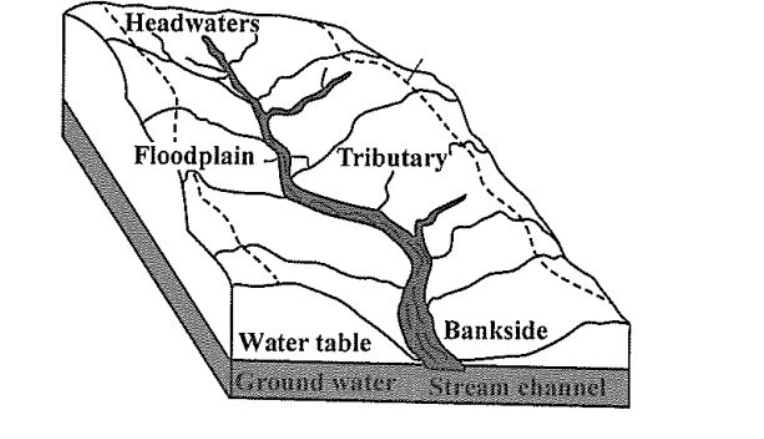 Headwaters
Floodplain
Tributary
Water table
Bankside
Ground water
Stream channel